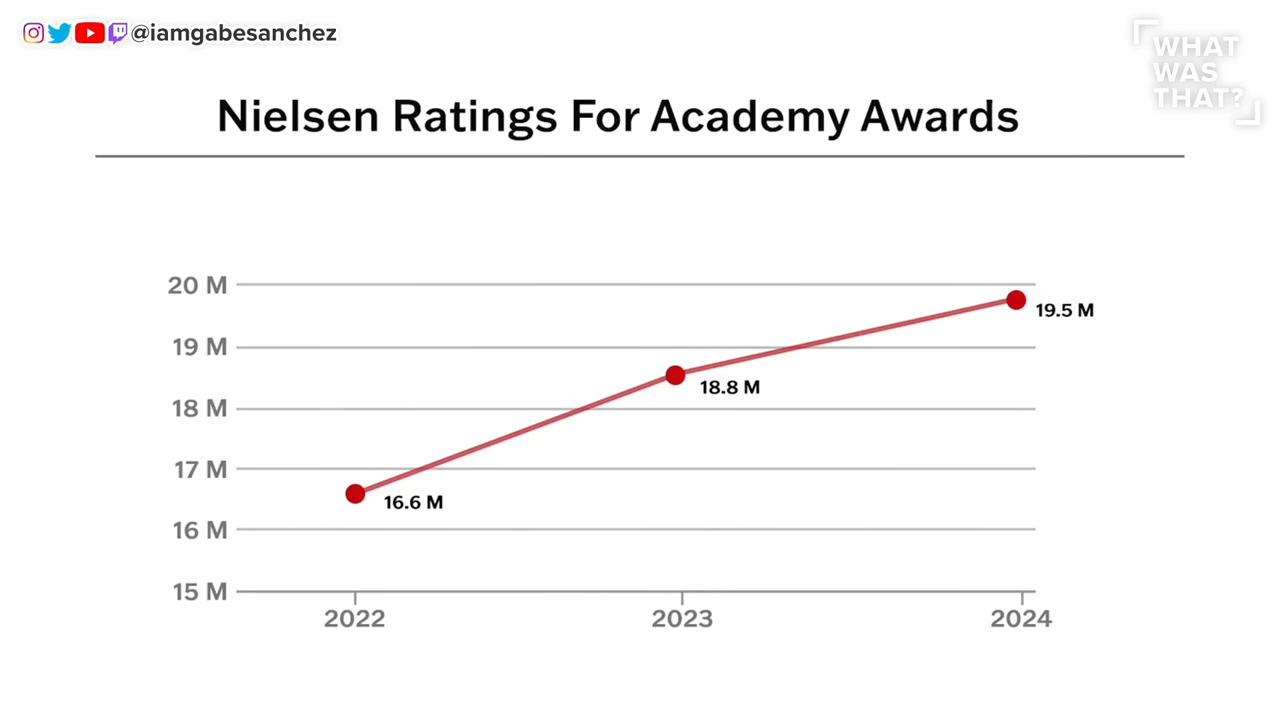 @iamgabesanchez
WHAT
WAS
THAT?
Nielsen Ratings For Academy Awards
20 M
19 M
18 M
17 M
16 M
15 M
19.5 M
18.8 M
16.6 M
2022
2023
2024